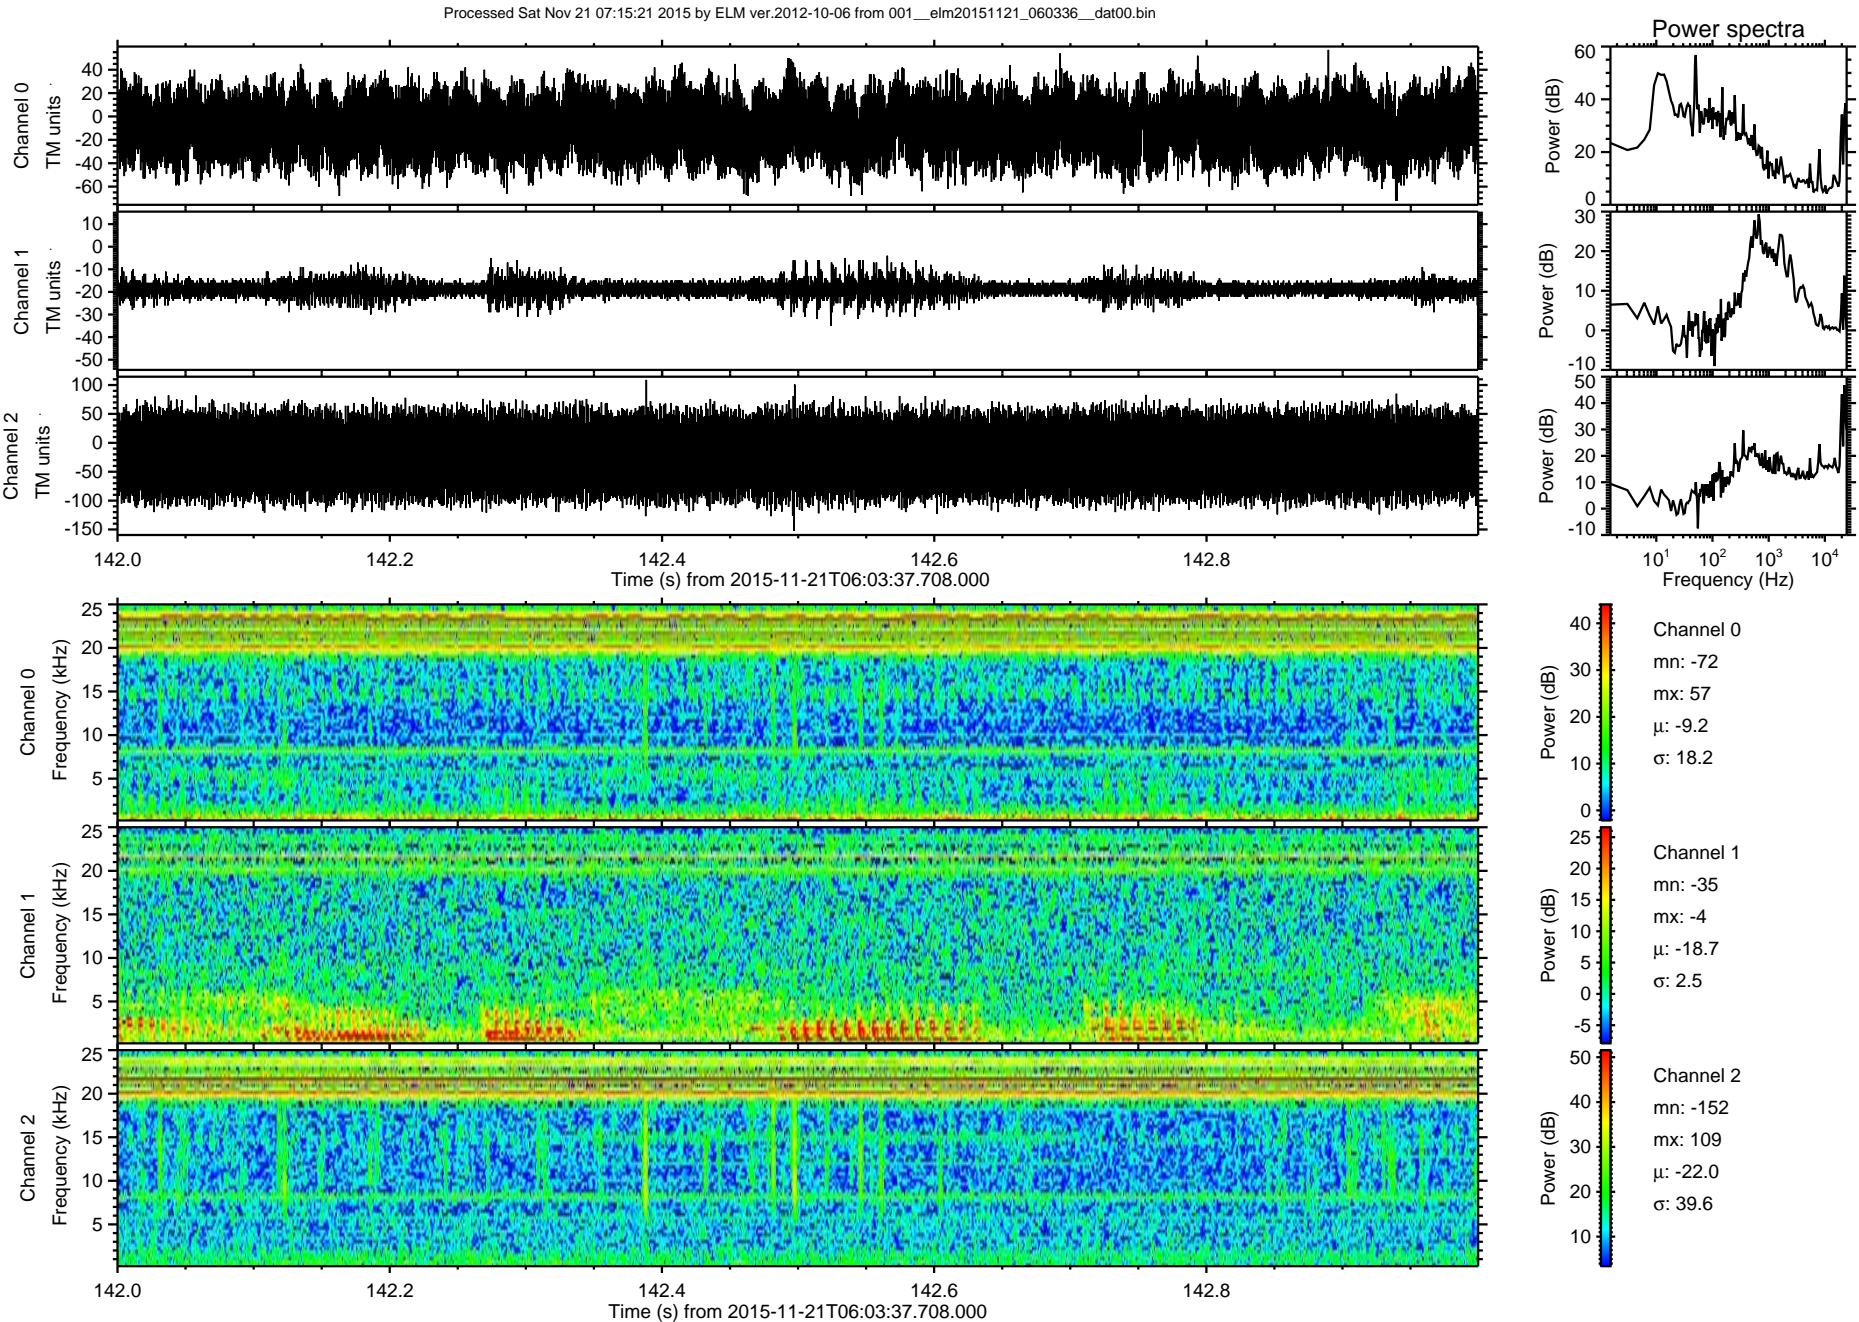 Processed Sat Nov 21 07:15:21 2015 by ELM ver.2012-10-06 from 001__elm20151121_060336__dat00.bin
Power spectra
Channel 0
TM units
40
20
0
-20
-40
-60
Power (dB)
60
40
20
0
Channel 1
TM units
10
0
-10
-20
-30
-40
-50
Power (dB)
30
20
10
0
-10
Channel 2
TM units
100
50
0
-50
-100
-150
Power (dB)
50
40
30
20
10
0
-10
142.0 142.2 142.4 142.6 142.8
Time (s) from 2015-11-21T06:03:37.708.000
10¹ 10² 10³ 10⁴
Frequency (Hz)
Channel 0
Frequency (kHz)
25
20
15
10
5
Power (dB)
40
30
20
10
0
Channel 0
mn: -72
mx: 57
μ: -9.2
σ: 18.2
Channel 1
Frequency (kHz)
25
20
15
10
5
Power (dB)
25
20
15
10
5
0
-5
Channel 1
mn: -35
mx: -4
μ: -18.7
σ: 2.5
Channel 2
Frequency (kHz)
25
20
15
10
5
Power (dB)
50
40
30
20
10
Channel 2
mn: -152
mx: 109
μ: -22.0
σ: 39.6
142.0 142.2 142.4 142.6 142.8
Time (s) from 2015-11-21T06:03:37.708.000